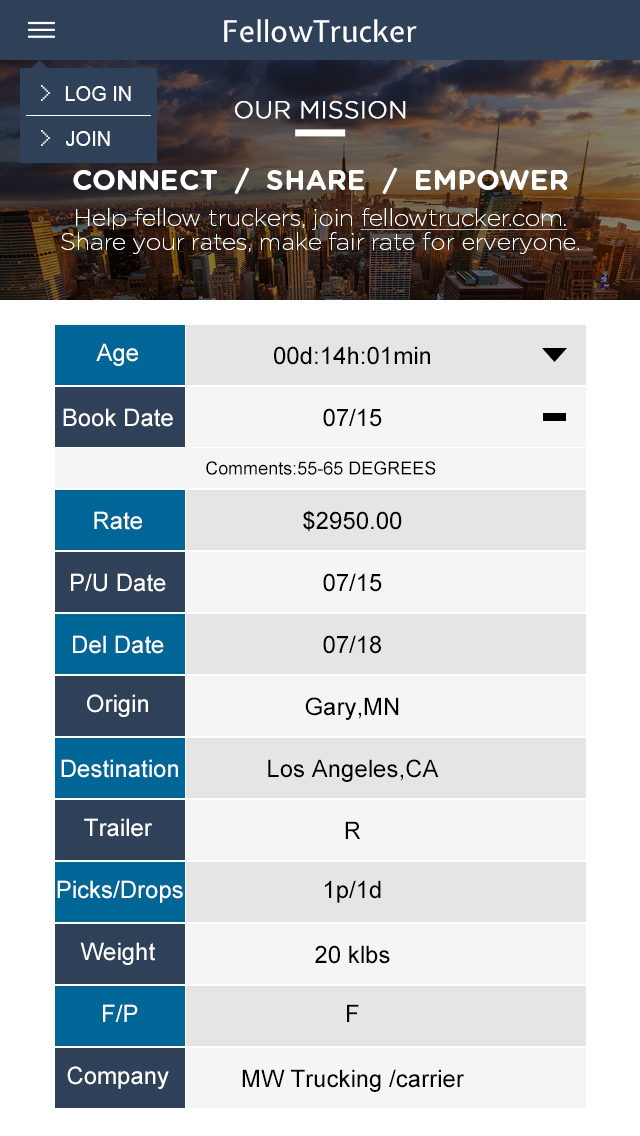 FellowTrucker
LOG IN
JOIN
OUR MISSION
CONNECT / SHARE / EMPOWER
Help fellow truckers, join fellowtrucker.com.
Share your rates, make fair rate for erveryone.
Age 00d:14h:01min
Book Date 07/15
Comments:55-65 DEGREES
Rate $2950.00
P/U Date 07/15
Del Date 07/18
Origin Gary,MN
Destination Los Angeles,CA
Trailer R
Picks/Drops 1p/1d
Weight 20 klbs
F/P F
Company MW Trucking /carrier